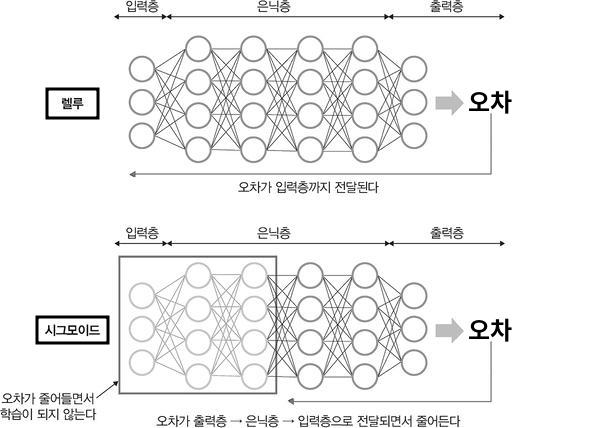 입력층 은닉층 출력층
렐루
오차
오차가 입력층까지 전달된다
입력층 은닉층 출력층
시그모이드
오차
오차가 줄어들면서
학습이 되지 않는다
오차가 출력층 → 은닉층 → 입력층으로 전달되면서 줄어든다